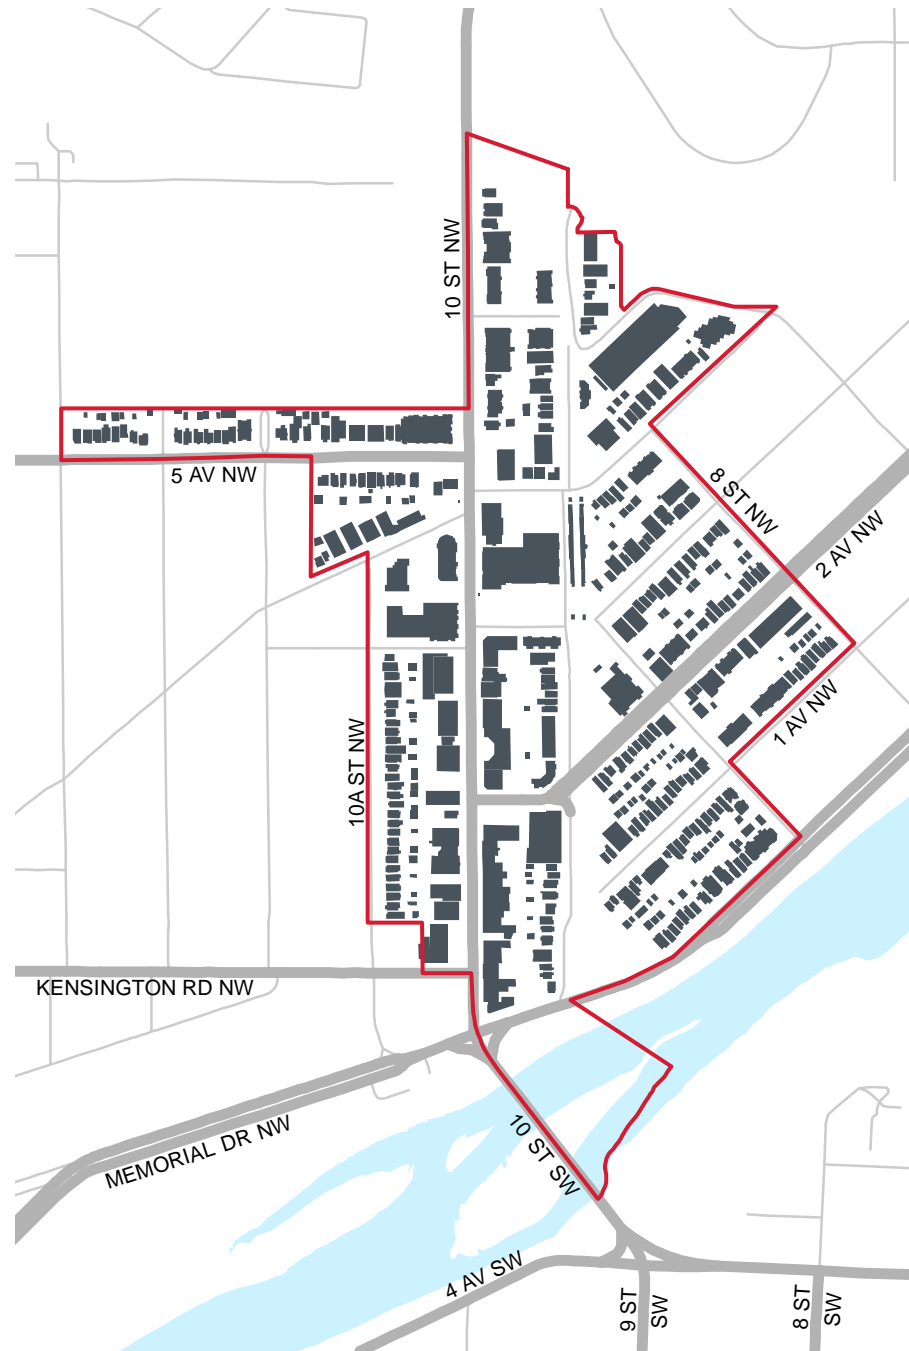 10 ST NW
5 AV NW
8 ST NW
2 AV NW
1 AV NW
10A ST NW
KENSINGTON RD NW
MEMORIAL DR NW
10 ST SW
4 AV SW
9 ST
SW
8 ST
SW